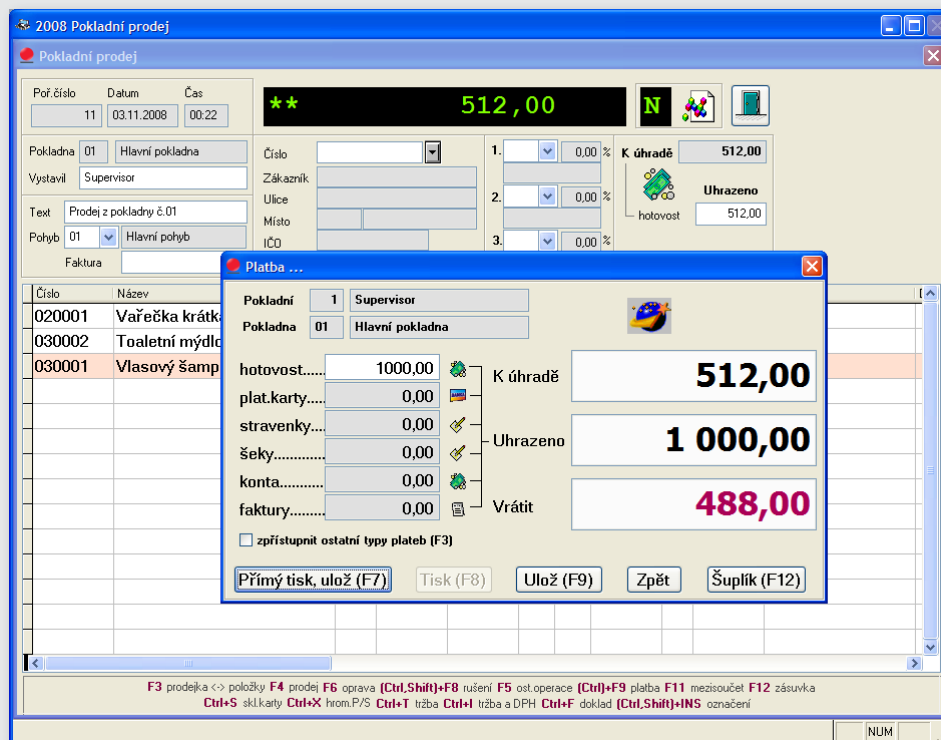 2008 Pokladní prodej
Pokladní prodej
Poř.číslo Datum Čas
11 03.11.2008 00:22
** 512,00 N
Pokladna 01 Hlavní pokladna
Vystavil Supervisor
Text Prodej z pokladny č.01
Pohyb 01 Hlavní pohyb
Faktura
Číslo
Zákazník
Ulice
Místo
IČO
1. 0,00 %
2. 0,00 %
3. 0,00 %
K úhradě 512,00
Uhrazeno
hotovost 512,00
Číslo Název
020001 Vařečka krátk
030002 Toaletní mýdlo
030001 Vlasový šamp
Platba ...
Pokladní 1 Supervisor
Pokladna 01 Hlavní pokladna
hotovost...... 1000,00
plat.karty..... 0,00
stravenky.... 0,00
šeky............. 0,00
konta........... 0,00
faktury......... 0,00
K úhradě 512,00
Uhrazeno 1 000,00
Vrátit 488,00
zpřístupnit ostatní typy plateb (F3)
Přímý tisk, ulož (F7) Tisk (F8) Ulož (F9) Zpět Šuplík (F12)
F3 prodejka <-> položky F4 prodej F6 oprava (Ctrl,Shift)+F8 rušení F5 ost.operace (Ctrl)+F9 platba F11 mezisoučet F12 zásuvka
Ctrl+S skl.karty Ctrl+X hrom.P/S Ctrl+T tržba Ctrl+I tržba a DPH Ctrl+F doklad (Ctrl,Shift)+INS označení
NUM